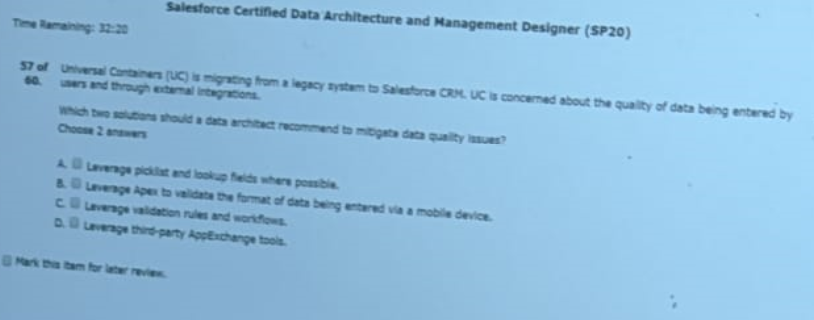 Salesforce Certified Data Architecture and Management Designer (SP20)
Time Remaining: 32:20
57 of 60. Universal Containers (UC) is migrating from a legacy system to Salesforce CRM. UC is concerned about the quality of data being entered by
users and through external integrations.
Which two solutions should a data architect recommend to mitigate data quality issues?
Choose 2 answers
A. Leverage picklist and lookup fields where possible.
B. Leverage Apex to validate the format of data being entered via a mobile device.
C. Leverage validation rules and workflows.
D. Leverage third-party AppExchange tools.
Mark this item for later review.